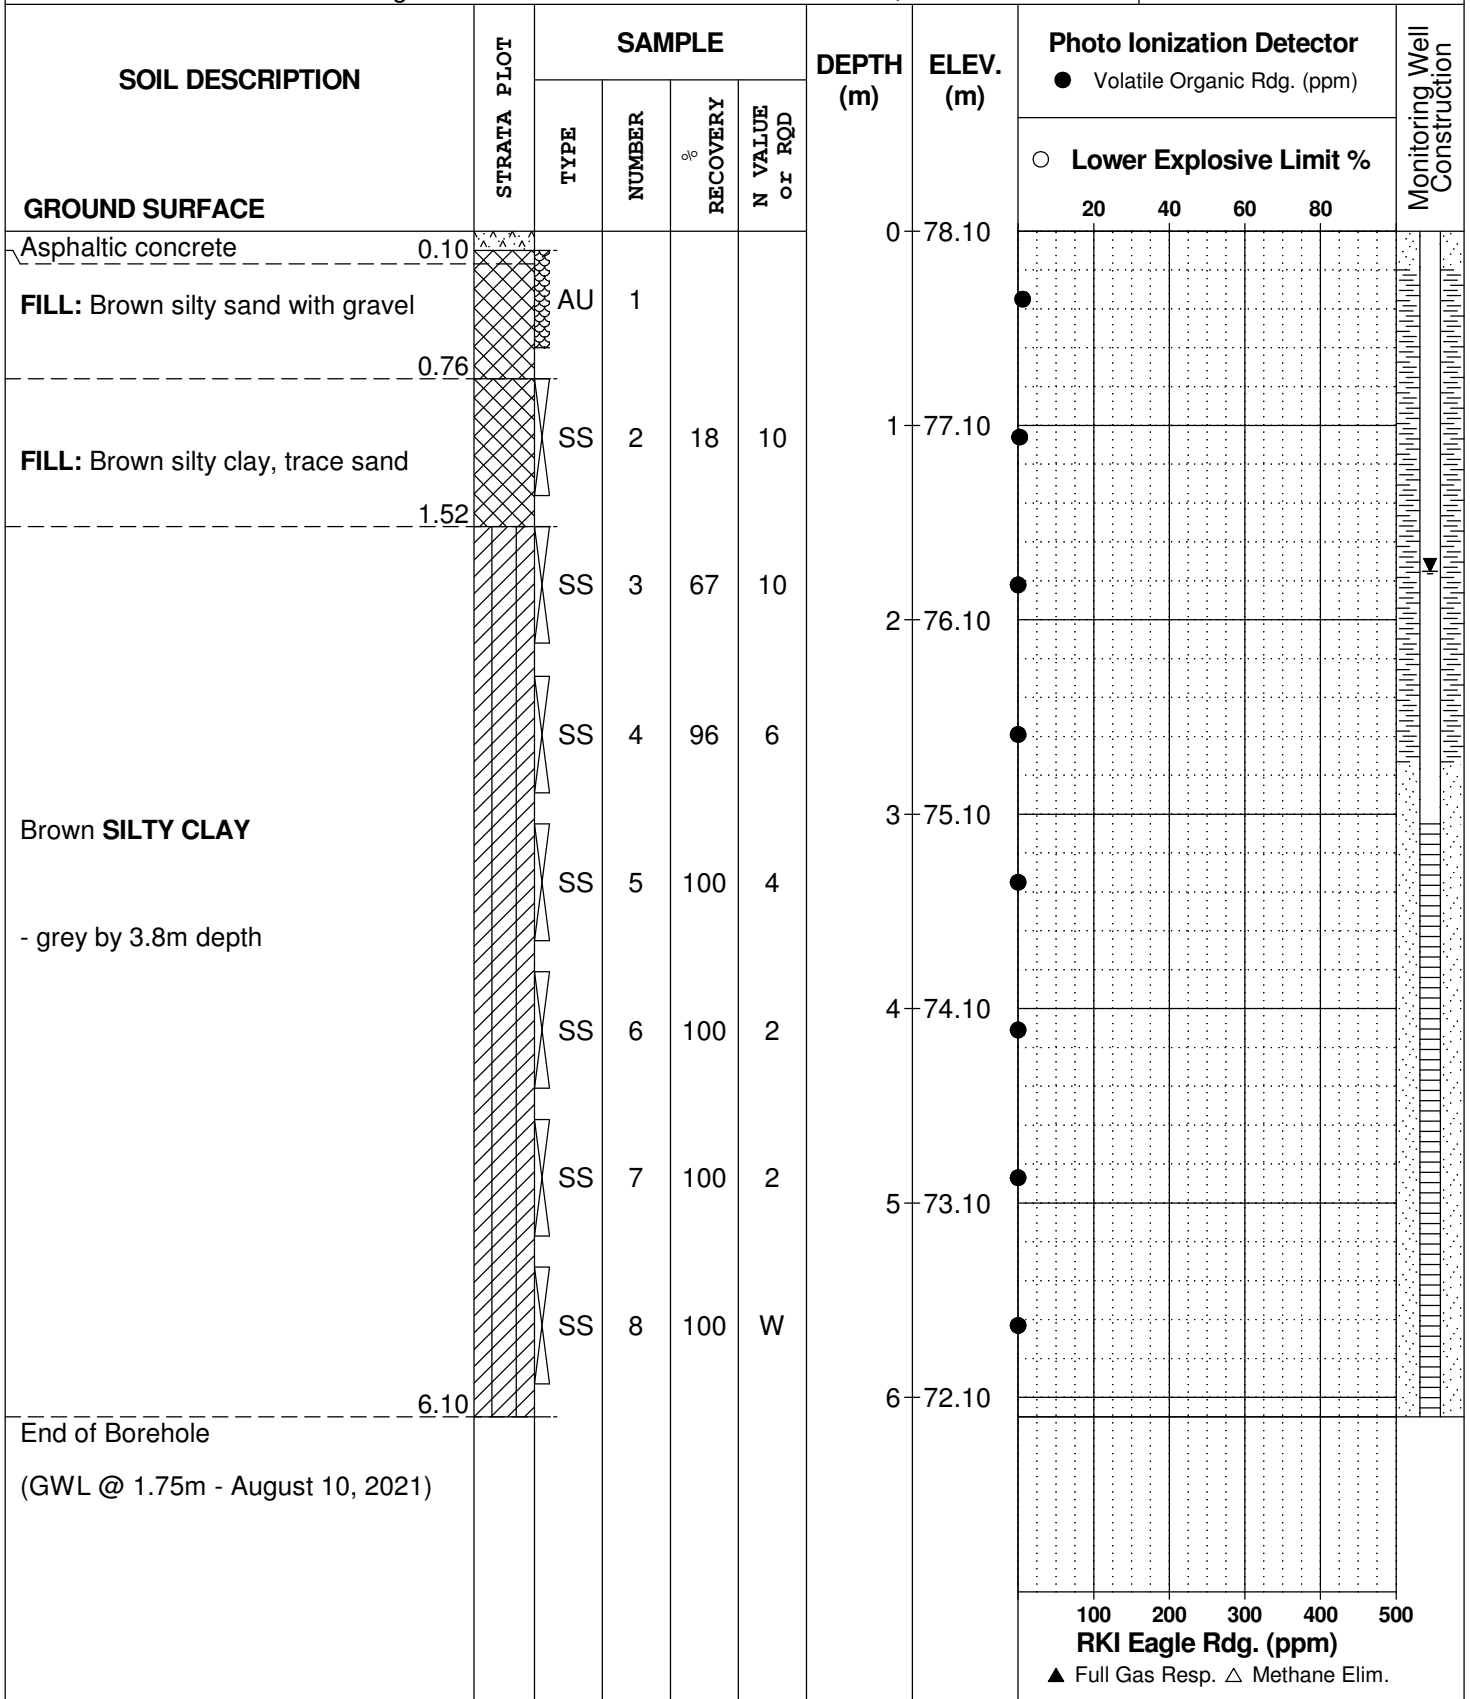 SOIL DESCRIPTION
GROUND SURFACE
STRATA PLOT
SAMPLE
TYPE
NUMBER
%
RECOVERY
N VALUE
or RQD
DEPTH
(m)
ELEV.
(m)
Photo Ionization Detector
● Volatile Organic Rdg. (ppm)
○ Lower Explosive Limit %
20 40 60 80
Monitoring Well
Construction
0 78.10
Asphaltic concrete 0.10
FILL: Brown silty sand with gravel
AU 1
0.76
1 77.10
SS 2 18 10
FILL: Brown silty clay, trace sand
1.52
SS 3 67 10
2 76.10
SS 4 96 6
3 75.10
Brown SILTY CLAY
SS 5 100 4
- grey by 3.8m depth
4 74.10
SS 6 100 2
SS 7 100 2
5 73.10
SS 8 100 W
6 72.10
6.10
End of Borehole
(GWL @ 1.75m - August 10, 2021)
100 200 300 400 500
RKI Eagle Rdg. (ppm)
▲ Full Gas Resp. △ Methane Elim.